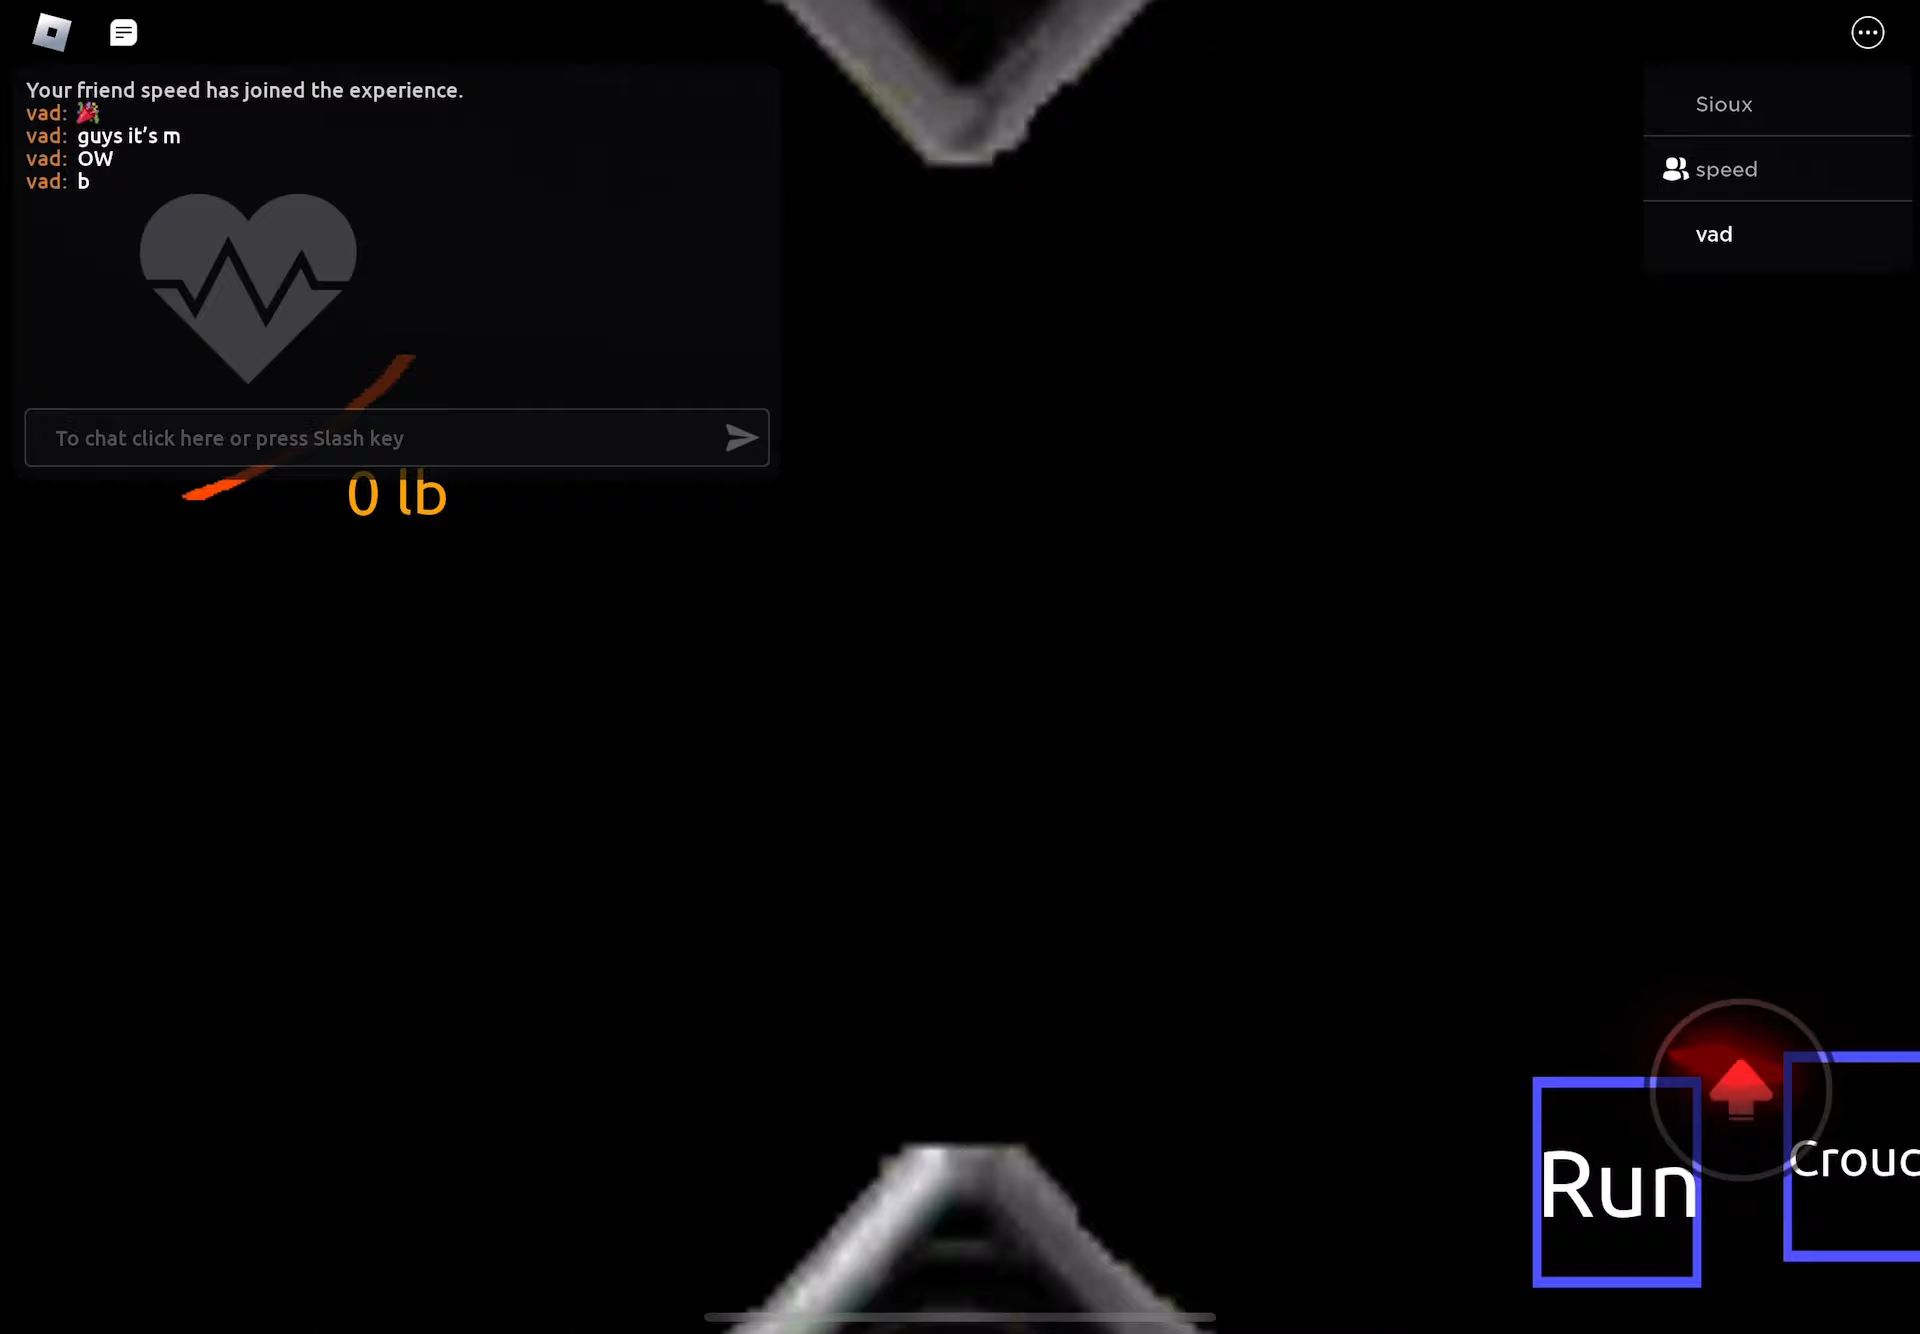 Your friend speed has joined the experience.
vad: 🎉
vad: guys it’s m
vad: OW
vad: b
To chat click here or press Slash key
0 lb
Sioux
speed
vad
Run
Crouc